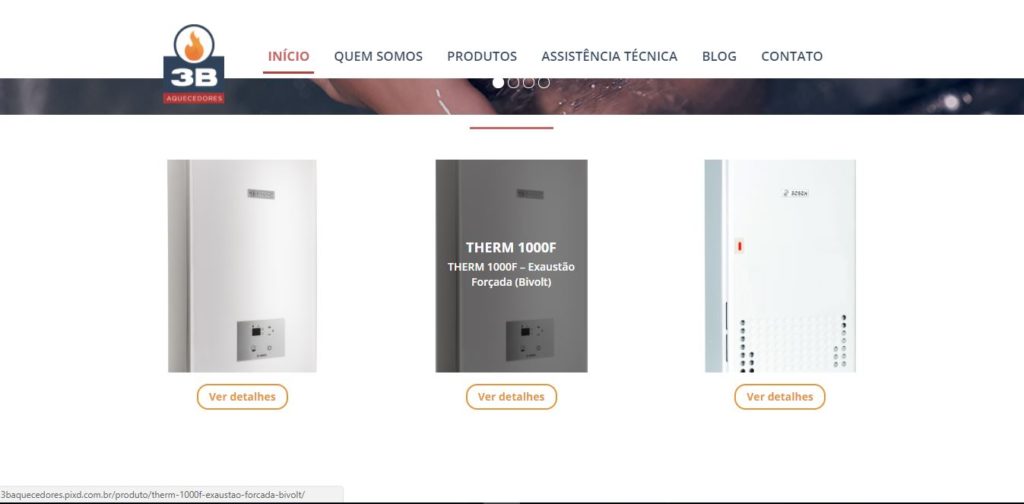 3B
AQUECEDORES
INÍCIO QUEM SOMOS PRODUTOS ASSISTÊNCIA TÉCNICA BLOG CONTATO
BOSCH
THERM 1000F
THERM 1000F – Exaustão
Forçada (Bivolt)
Ver detalhes Ver detalhes Ver detalhes
3baquecedores.pixd.com.br/produto/therm-1000f-exaustao-forcada-bivolt/